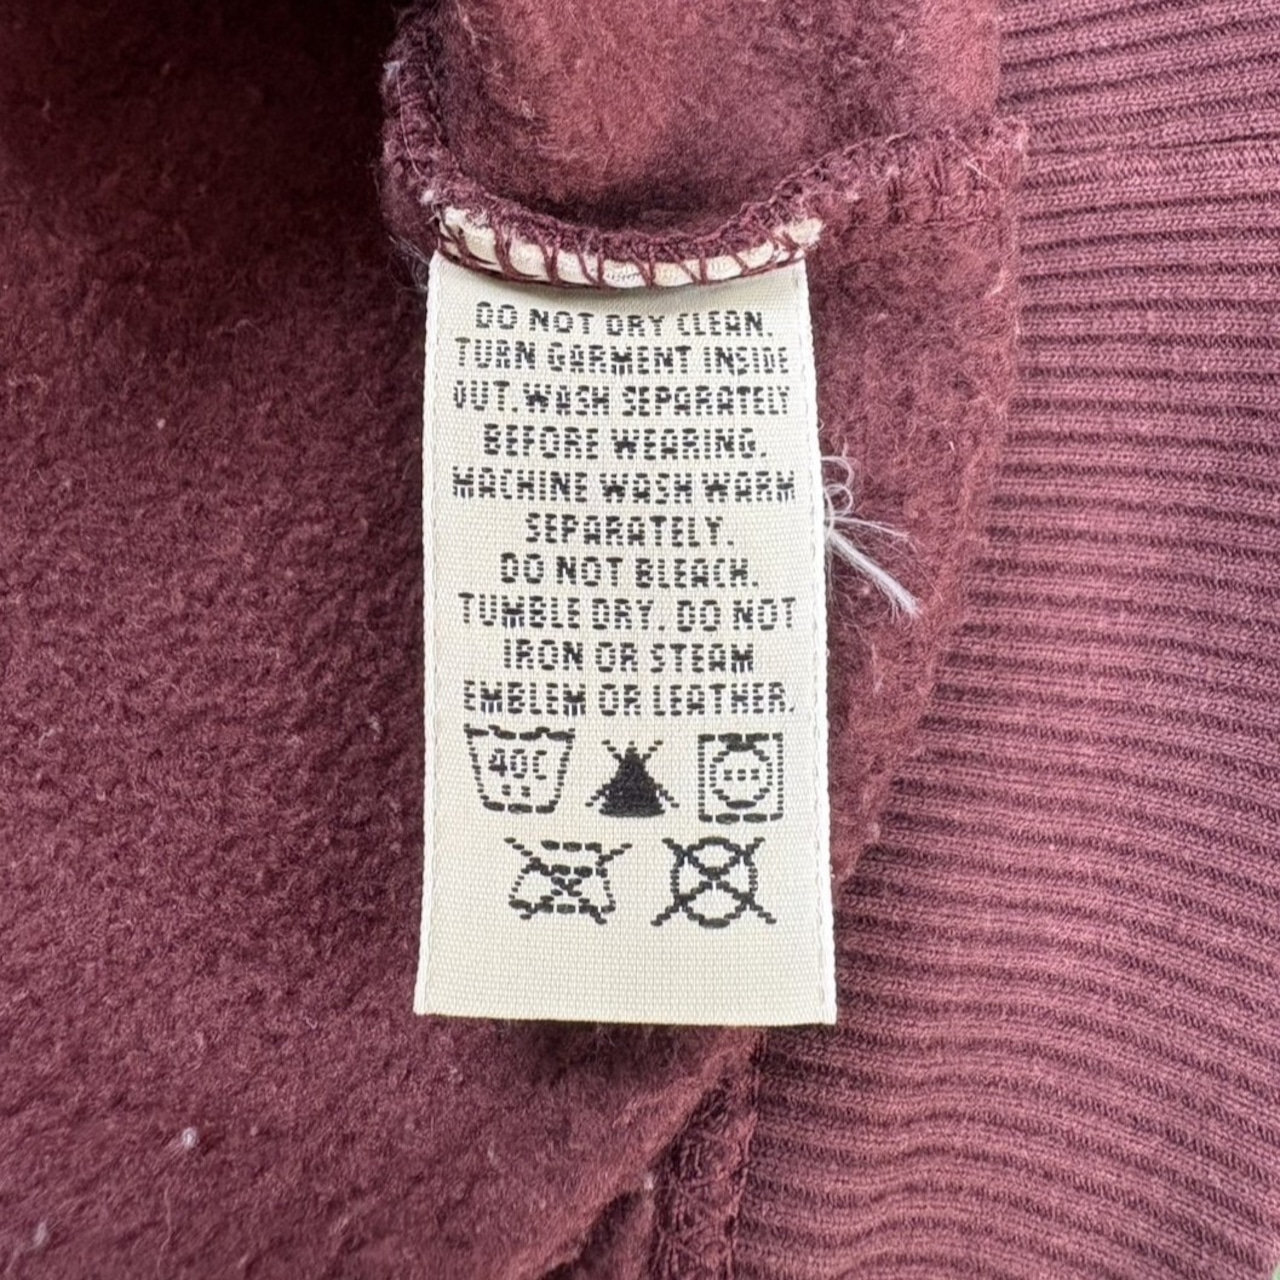 DO NOT DRY CLEAN.
TURN GARMENT INSIDE
OUT.WASH SEPARATELY
BEFORE WEARING.
MACHINE WASH WARM
SEPARATELY.
DO NOT BLEACH.
TUMBLE DRY. DO NOT
IRON OR STEAM
EMBLEM OR LEATHER.
40C